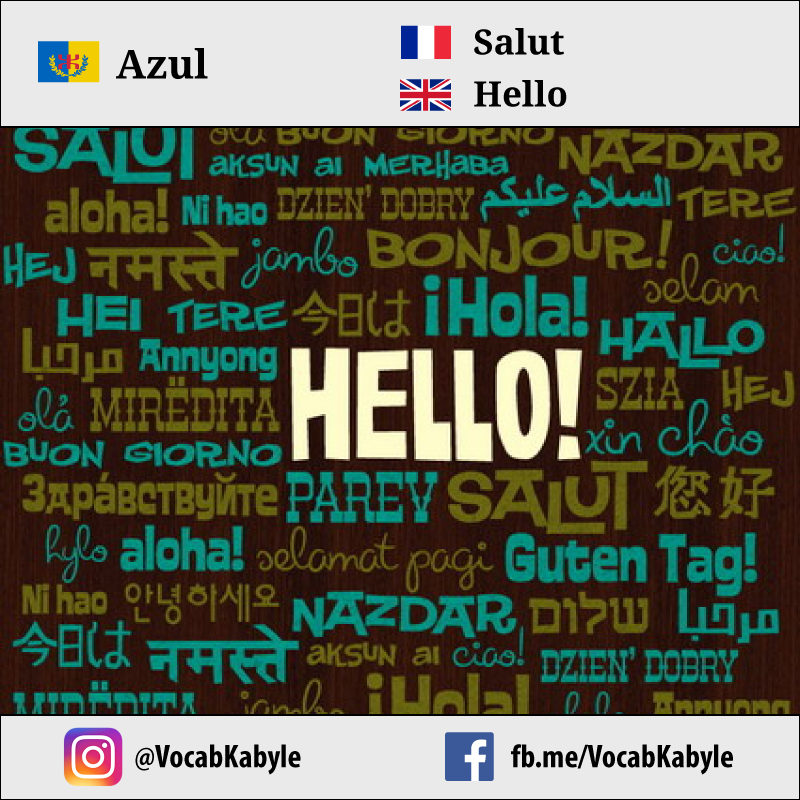 Azul
Salut
Hello
SALUT olá BUON GIORNO NAZDAR
AKSUN AI MERHABA
aloha! Ni hao DZIEN' DOBRY السلام عليكم TERE
HEJ नमस्ते jambo BONJOUR! ciao!
selam
HEI TERE 今日は ¡Hola! HALLO
مرحبا Annyong HELLO! SZIA HEJ
olá MIRËDITA xin chào
BUON GIORNO
Здрáвствуйте PAREV SALUT 您好
hylo aloha! selamat pagi Guten Tag!
Ni hao 안녕하세요 NAZDAR שלום مرحبا
今日は नमस्ते AKSUN AI ciao! DZIEN' DOBRY
MIRËDITA jambo ¡Hola! Annyong
@VocabKabyle
fb.me/VocabKabyle